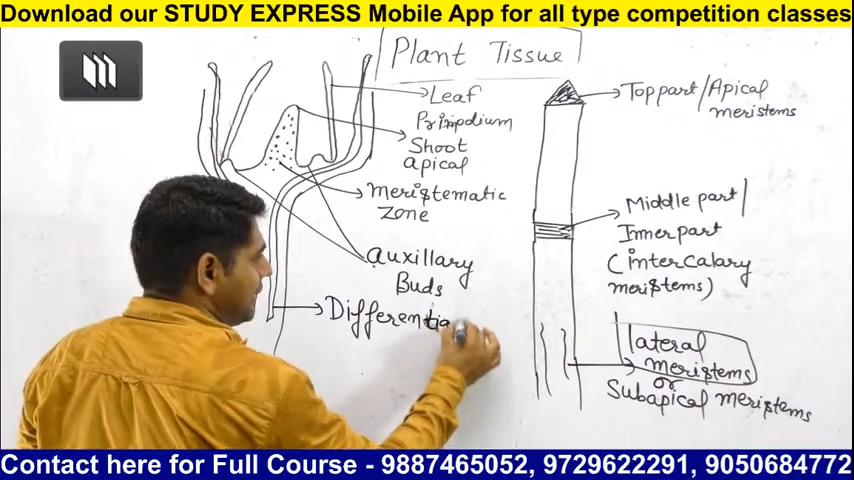 Download our STUDY EXPRESS Mobile App for all type competition classes
Plant Tissue
Leaf
Primodium
Shoot
apical
Meristematic
Zone
auxillary
Buds
Differentia
Top part/Apical
meristems
Middle part/
Inner part
(intercalary
meristems)
lateral
meristems
or
Subapical meristems
Contact here for Full Course - 9887465052, 9729622291, 9050684772